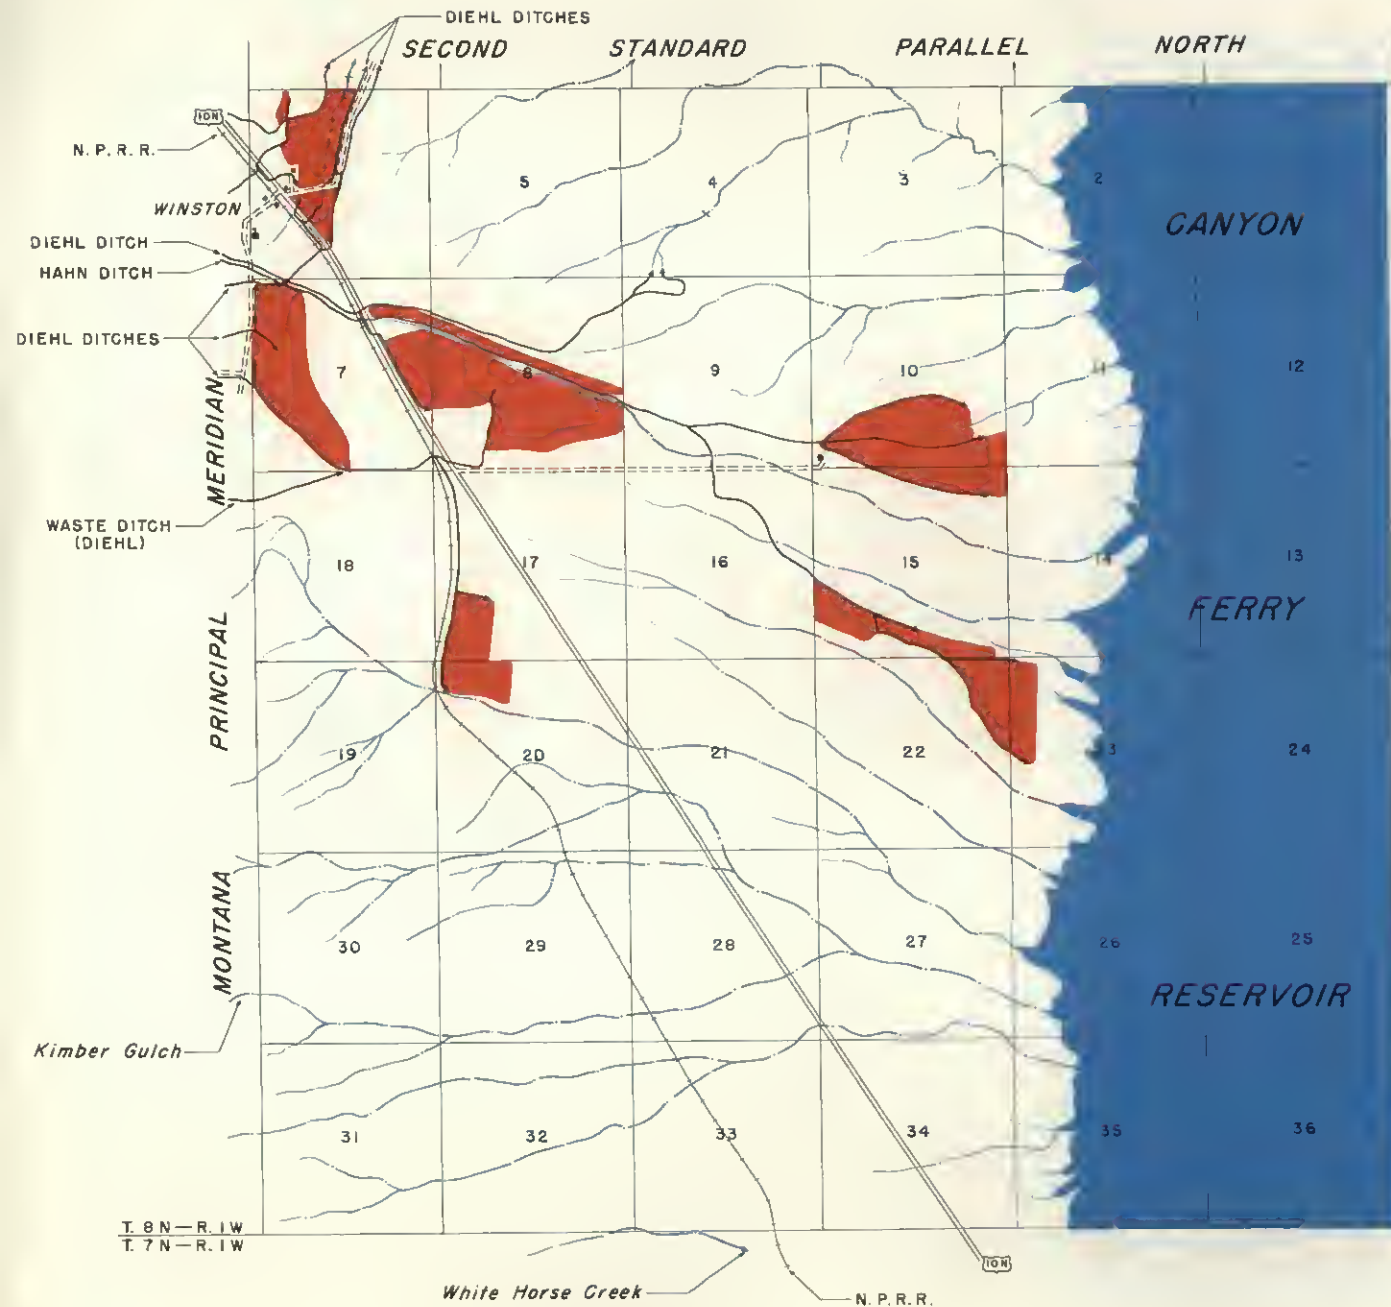 DIEHL DITCHES
SECOND STANDARD PARALLEL NORTH
10N
N. P. R. R.
5 4 3 2
WINSTON
CANYON
DIEHL DITCH
HAHN DITCH
DIEHL DITCHES
7 8 9 10 11 12
MERIDIAN
WASTE DITCH
(DIEHL)
18 17 16 15 14 13
FERRY
PRINCIPAL
19 20 21 22 23 24
MONTANA
30 29 28 27 26 25
RESERVOIR
Kimber Gulch
31 32 33 34 35 36
T. 8 N — R. 1 W
T. 7 N — R. 1 W
10N
White Horse Creek
N. P. R. R.